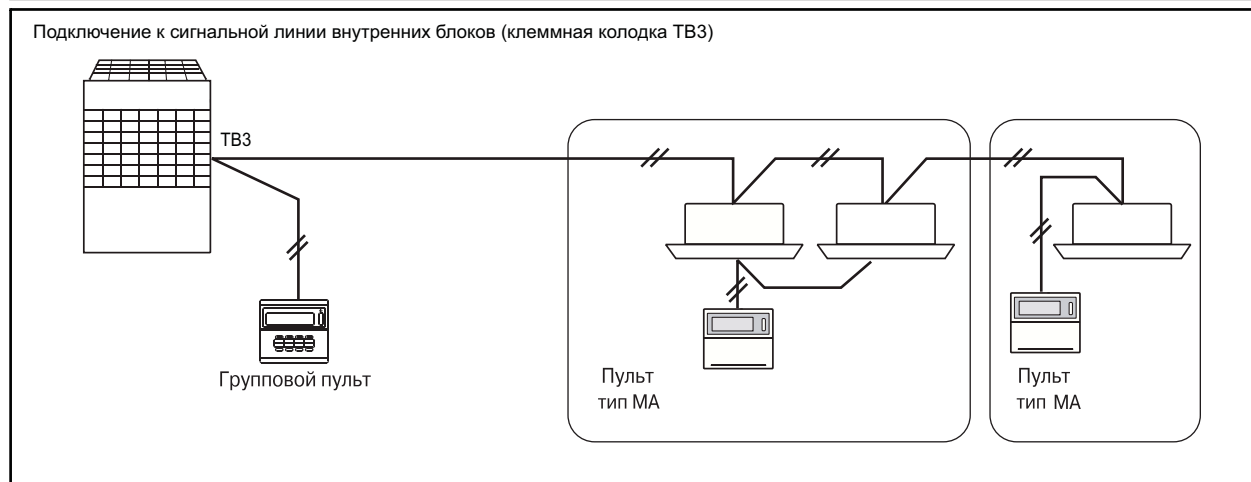 Подключение к сигнальной линии внутренних блоков (клеммная колодка TB3)
TB3
Групповой пульт
Пульт
тип MA
Пульт
тип MA